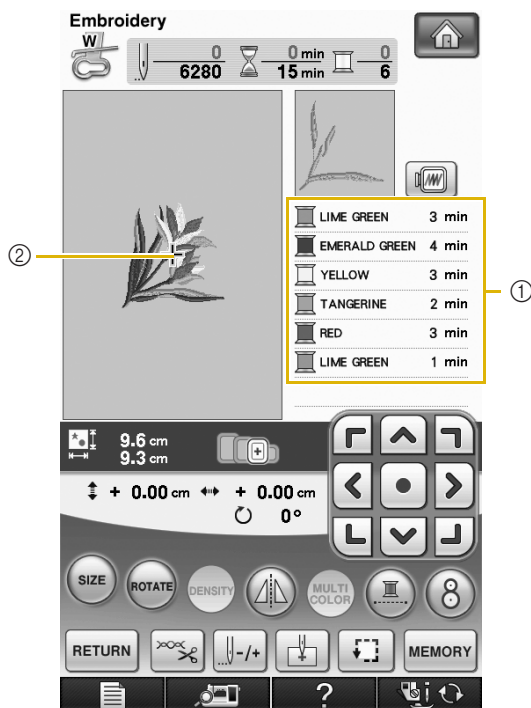 Embroidery
W
0 0 min 0
6280 15 min 6
LIME GREEN 3 min
EMERALD GREEN 4 min
YELLOW 3 min
TANGERINE 2 min
RED 3 min
LIME GREEN 1 min
②
①
9.6 cm
9.3 cm
+ 0.00 cm + 0.00 cm
0°
SIZE ROTATE DENSITY MULTI COLOR 8
RETURN -/+ MEMORY
? i